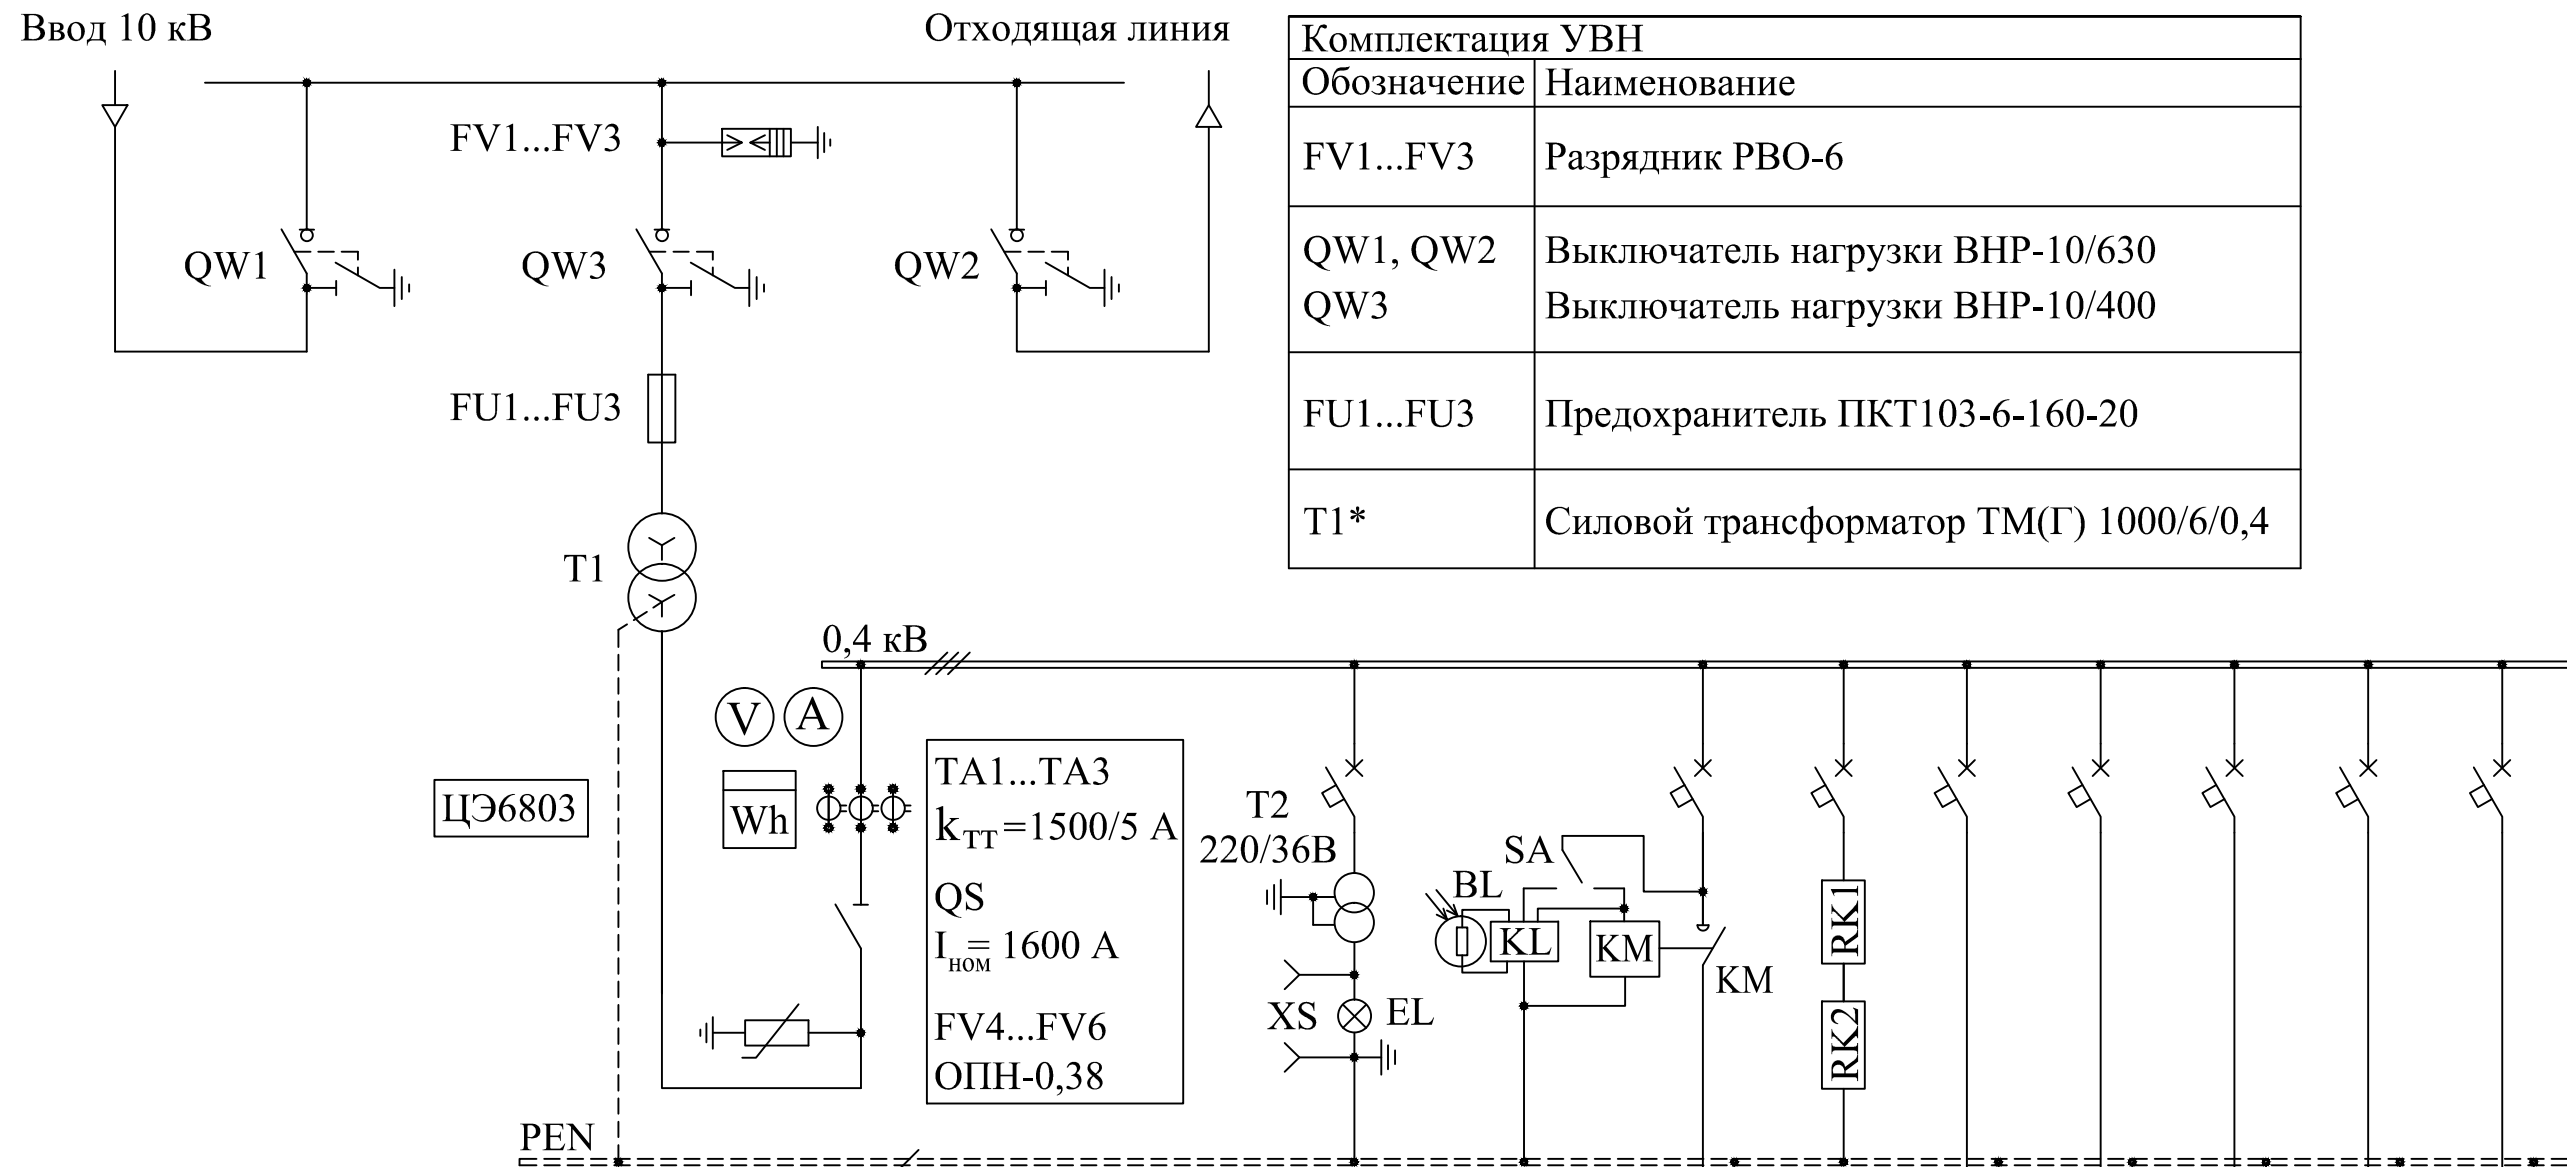 Ввод 10 кВ
Отходящая линия
Комплектация УВН
Обозначение Наименование
FV1...FV3 Разрядник РВО-6
QW1, QW2 Выключатель нагрузки ВНР-10/630
QW3 Выключатель нагрузки ВНР-10/400
FU1...FU3 Предохранитель ПКТ103-6-160-20
T1* Силовой трансформатор ТМ(Г) 1000/6/0,4
FV1...FV3
QW1
QW3
QW2
FU1...FU3
T1
0,4 кВ
V A
Wh
ЦЭ6803
TA1...TA3
kТТ=1500/5 А
QS
Iном= 1600 А
FV4...FV6
ОПН-0,38
T2
220/36В
XS
EL
SA
BL
KL
KM
KM
RK1
RK2
PEN